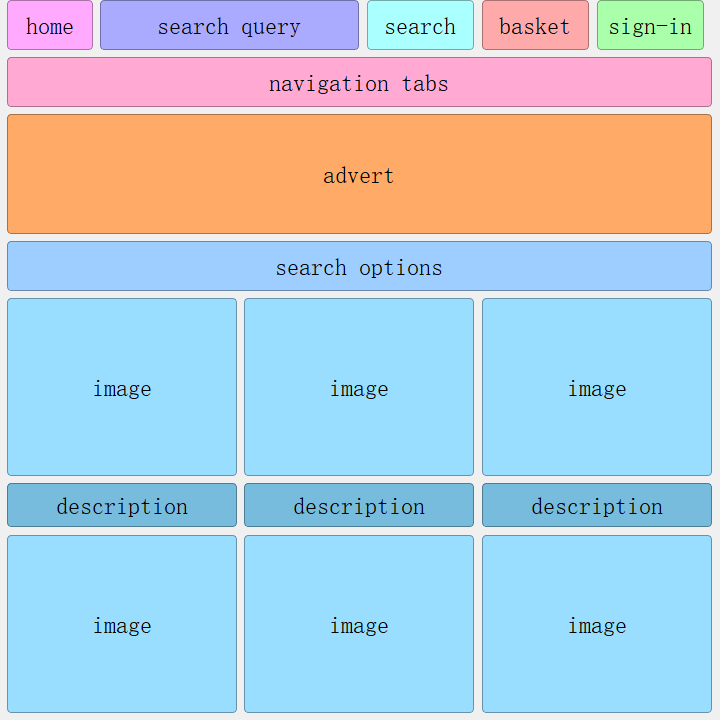 home search query search basket sign-in
navigation tabs
advert
search options
image image image
description description description
image image image